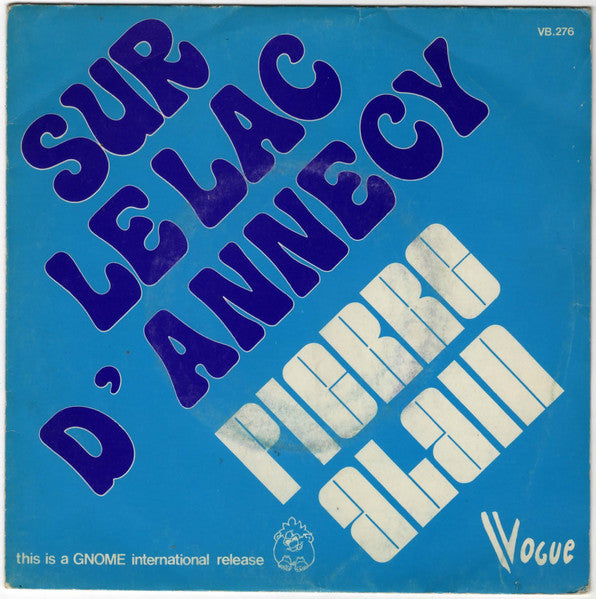 VB.276
SUR
LE LAC
D'ANNECY
PIERRE
ALAIN
this is a GNOME international release
VOGUE